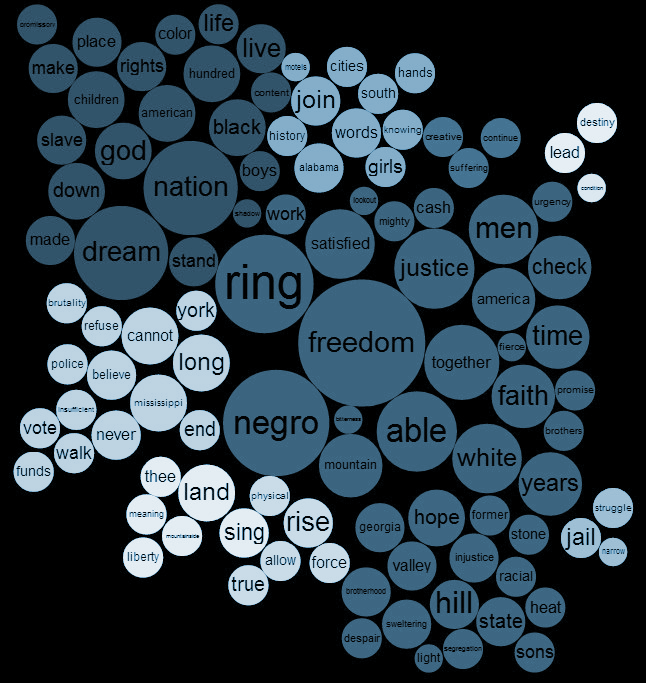 promissory
place
color
life
live
make
rights
hundred
children
american
content
slave
god
black
boys
down
nation
shadow
made
dream
stand
motels
cities
hands
join
south
history
words
knowing
alabama
girls
creative
continue
suffering
destiny
lead
condition
work
lookout
mighty
cash
urgency
satisfied
men
ring
justice
check
america
freedom
together
fierce
time
faith
promise
brothers
negro
bitterness
able
mountain
white
years
brutality
york
refuse
cannot
police
believe
long
insufficient
mississippi
vote
never
end
walk
funds
thee
land
physical
meaning
mountainside
sing
rise
liberty
allow
force
true
georgia
hope
former
stone
valley
injustice
racial
brotherhood
hill
heat
sweltering
state
despair
light
segregation
sons
struggle
jail
narrow